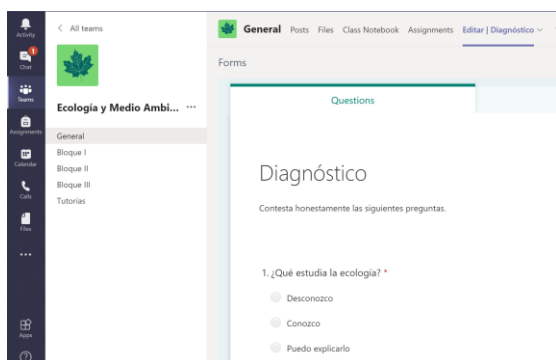 Activity
1
Chat
Teams
Assignments
Calendar
Calls
Files
...
Apps
< All teams
Ecología y Medio Ambi... ...
General
Bloque I
Bloque II
Bloque III
Tutorías
General Posts Files Class Notebook Assignments Editar | Diagnóstico
Forms
Questions
Diagnóstico
Contesta honestamente las siguientes preguntas.
1. ¿Qué estudia la ecología? *
Desconozco
Conozco
Puedo explicarlo